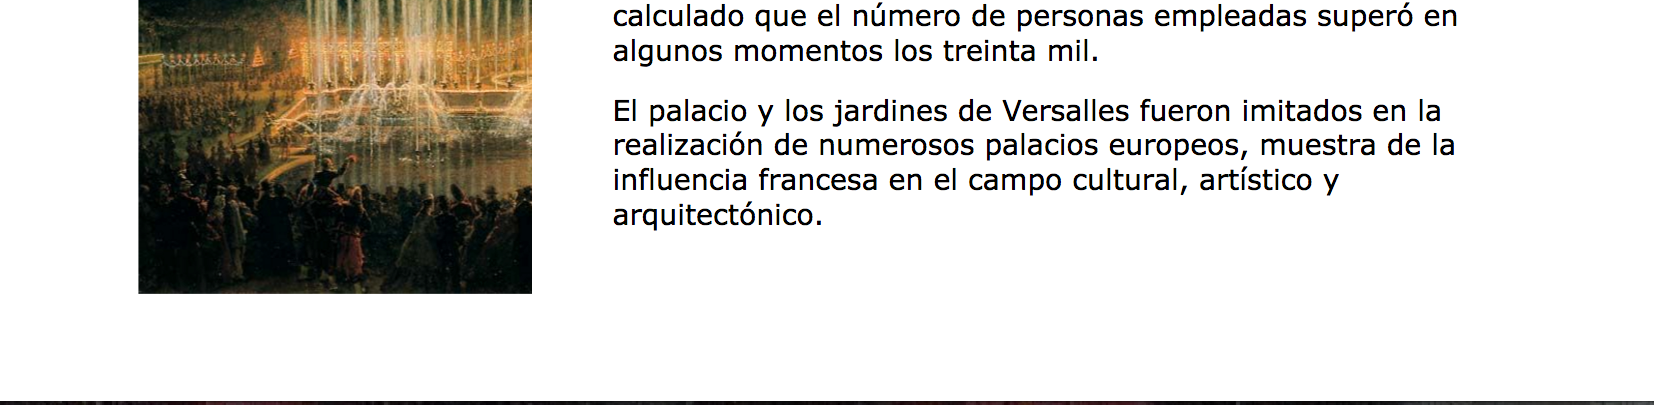 calculado que el número de personas empleadas superó en
algunos momentos los treinta mil.
El palacio y los jardines de Versalles fueron imitados en la
realización de numerosos palacios europeos, muestra de la
influencia francesa en el campo cultural, artístico y
arquitectónico.